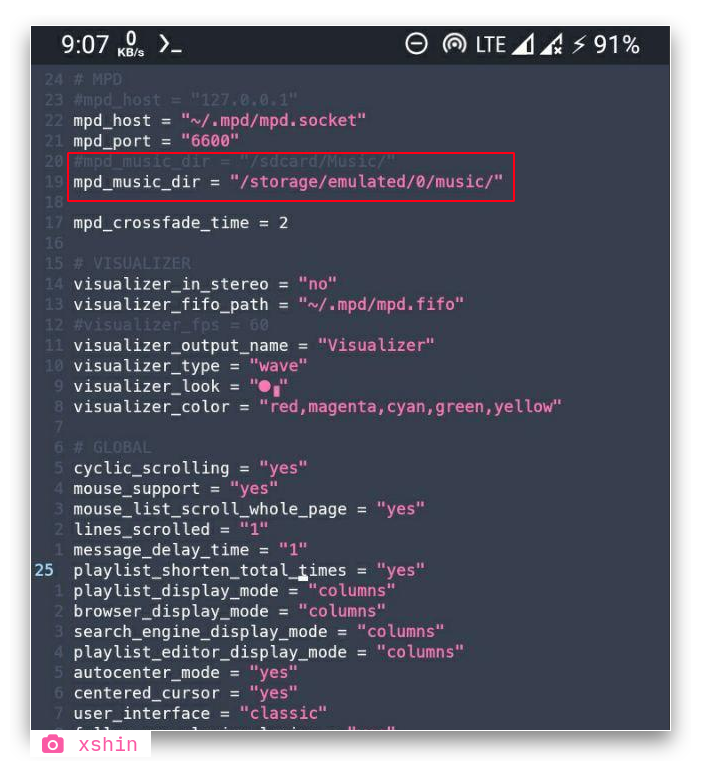 9:07 0 KB/s LTE 91%
24 # MPD
23 #mpd_host = "127.0.0.1"
22 mpd_host = "~/.mpd/mpd.socket"
21 mpd_port = "6600"
20 #mpd_music_dir = "/sdcard/Music/"
19 mpd_music_dir = "/storage/emulated/0/music/"
18
17 mpd_crossfade_time = 2
16
15 # VISUALIZER
14 visualizer_in_stereo = "no"
13 visualizer_fifo_path = "~/.mpd/mpd.fifo"
12 #visualizer_fps = 60
11 visualizer_output_name = "Visualizer"
10 visualizer_type = "wave"
9 visualizer_look = "●▮"
8 visualizer_color = "red,magenta,cyan,green,yellow"
7
6 # GLOBAL
5 cyclic_scrolling = "yes"
4 mouse_support = "yes"
3 mouse_list_scroll_whole_page = "yes"
2 lines_scrolled = "1"
1 message_delay_time = "1"
25 playlist_shorten_total_times = "yes"
1 playlist_display_mode = "columns"
2 browser_display_mode = "columns"
3 search_engine_display_mode = "columns"
4 playlist_editor_display_mode = "columns"
5 autocenter_mode = "yes"
6 centered_cursor = "yes"
7 user_interface = "classic"
xshin